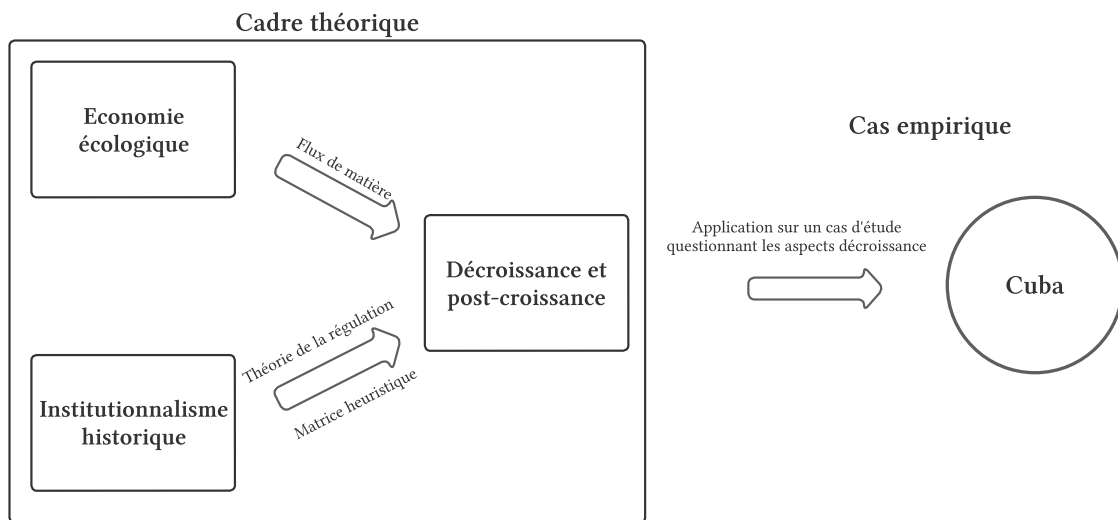 Cadre théorique
Economie
écologique
Flux de matière
Cas empirique
Décroissance et
post-croissance
Application sur un cas d'étude
questionnant les aspects décroissance
Cuba
Théorie de la régulation
Matrice heuristique
Institutionnalisme
historique